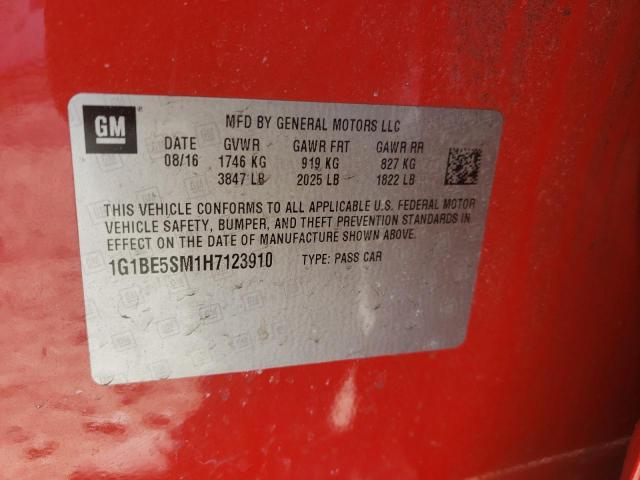 GM
MFD BY GENERAL MOTORS LLC
DATE GVWR GAWR FRT GAWR RR
08/16 1746 KG 919 KG 827 KG
3847 LB 2025 LB 1822 LB
THIS VEHICLE CONFORMS TO ALL APPLICABLE U.S. FEDERAL MOTOR
VEHICLE SAFETY, BUMPER, AND THEFT PREVENTION STANDARDS IN
EFFECT ON THE DATE OF MANUFACTURE SHOWN ABOVE.
1G1BE5SM1H7123910 TYPE: PASS CAR